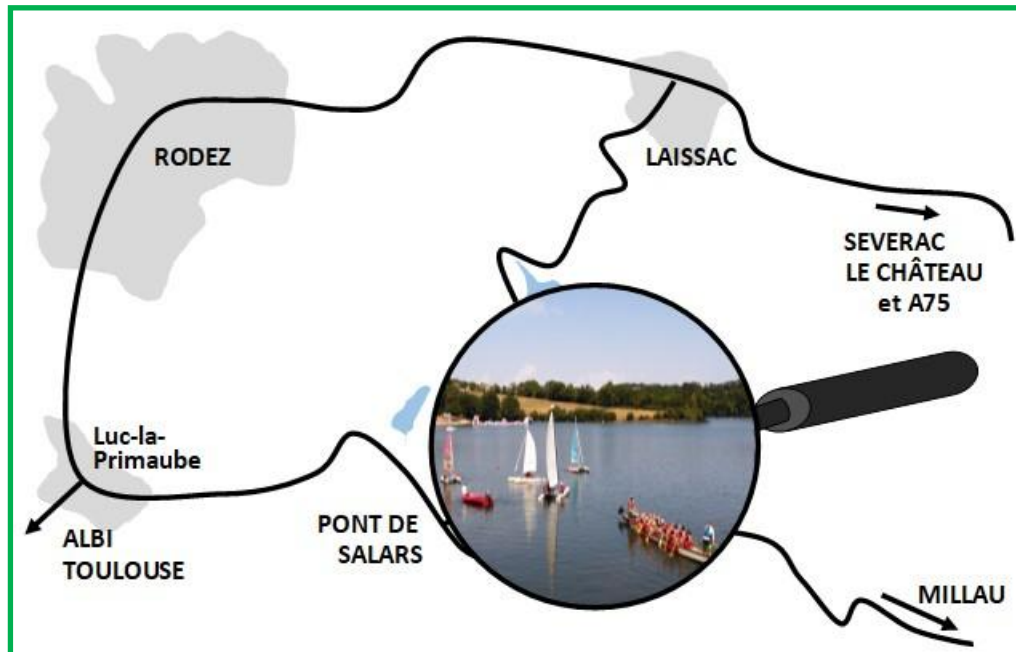 RODEZ
LAISSAC
SEVERAC
LE CHÂTEAU
et A75
Luc-la-
Primaube
ALBI
TOULOUSE
PONT DE
SALARS
MILLAU